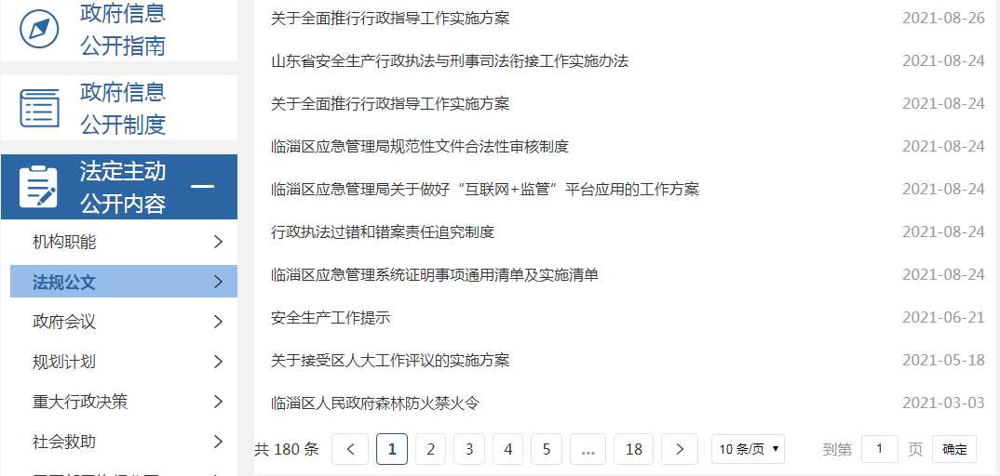 政府信息
公开指南
政府信息
公开制度
法定主动
公开内容
机构职能
法规公文
政府会议
规划计划
重大行政决策
社会救助
关于全面推行行政指导工作实施方案 2021-08-26
山东省安全生产行政执法与刑事司法衔接工作实施办法 2021-08-24
关于全面推行行政指导工作实施方案 2021-08-24
临淄区应急管理局规范性文件合法性审核制度 2021-08-24
临淄区应急管理局关于做好“互联网+监管”平台应用的工作方案 2021-08-24
行政执法过错和错案责任追究制度 2021-08-24
临淄区应急管理系统证明事项通用清单及实施清单 2021-08-24
安全生产工作提示 2021-06-21
关于接受区人大工作评议的实施方案 2021-05-18
临淄区人民政府森林防火禁火令 2021-03-03
共 180 条 < 1 2 3 4 5 ... 18 > 10 条/页 到第 1 页 确定